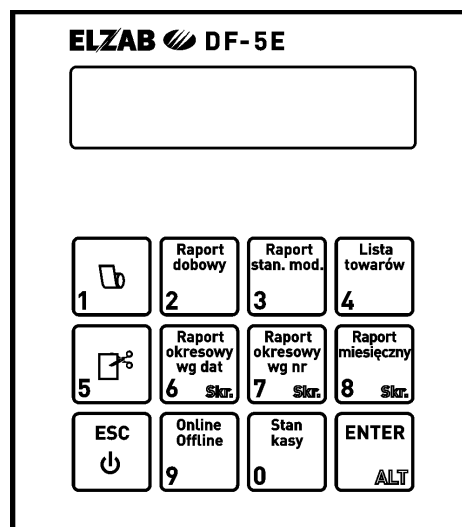 ELZAB DF-5E
1
Raport
dobowy
2
Raport
stan. mod.
3
Lista
towarów
4
5
Raport
okresowy
wg dat
6 Skr.
Raport
okresowy
wg nr
7 Skr.
Raport
miesięczny
8 Skr.
ESC
Online
Offline
9
Stan
kasy
0
ENTER
ALT